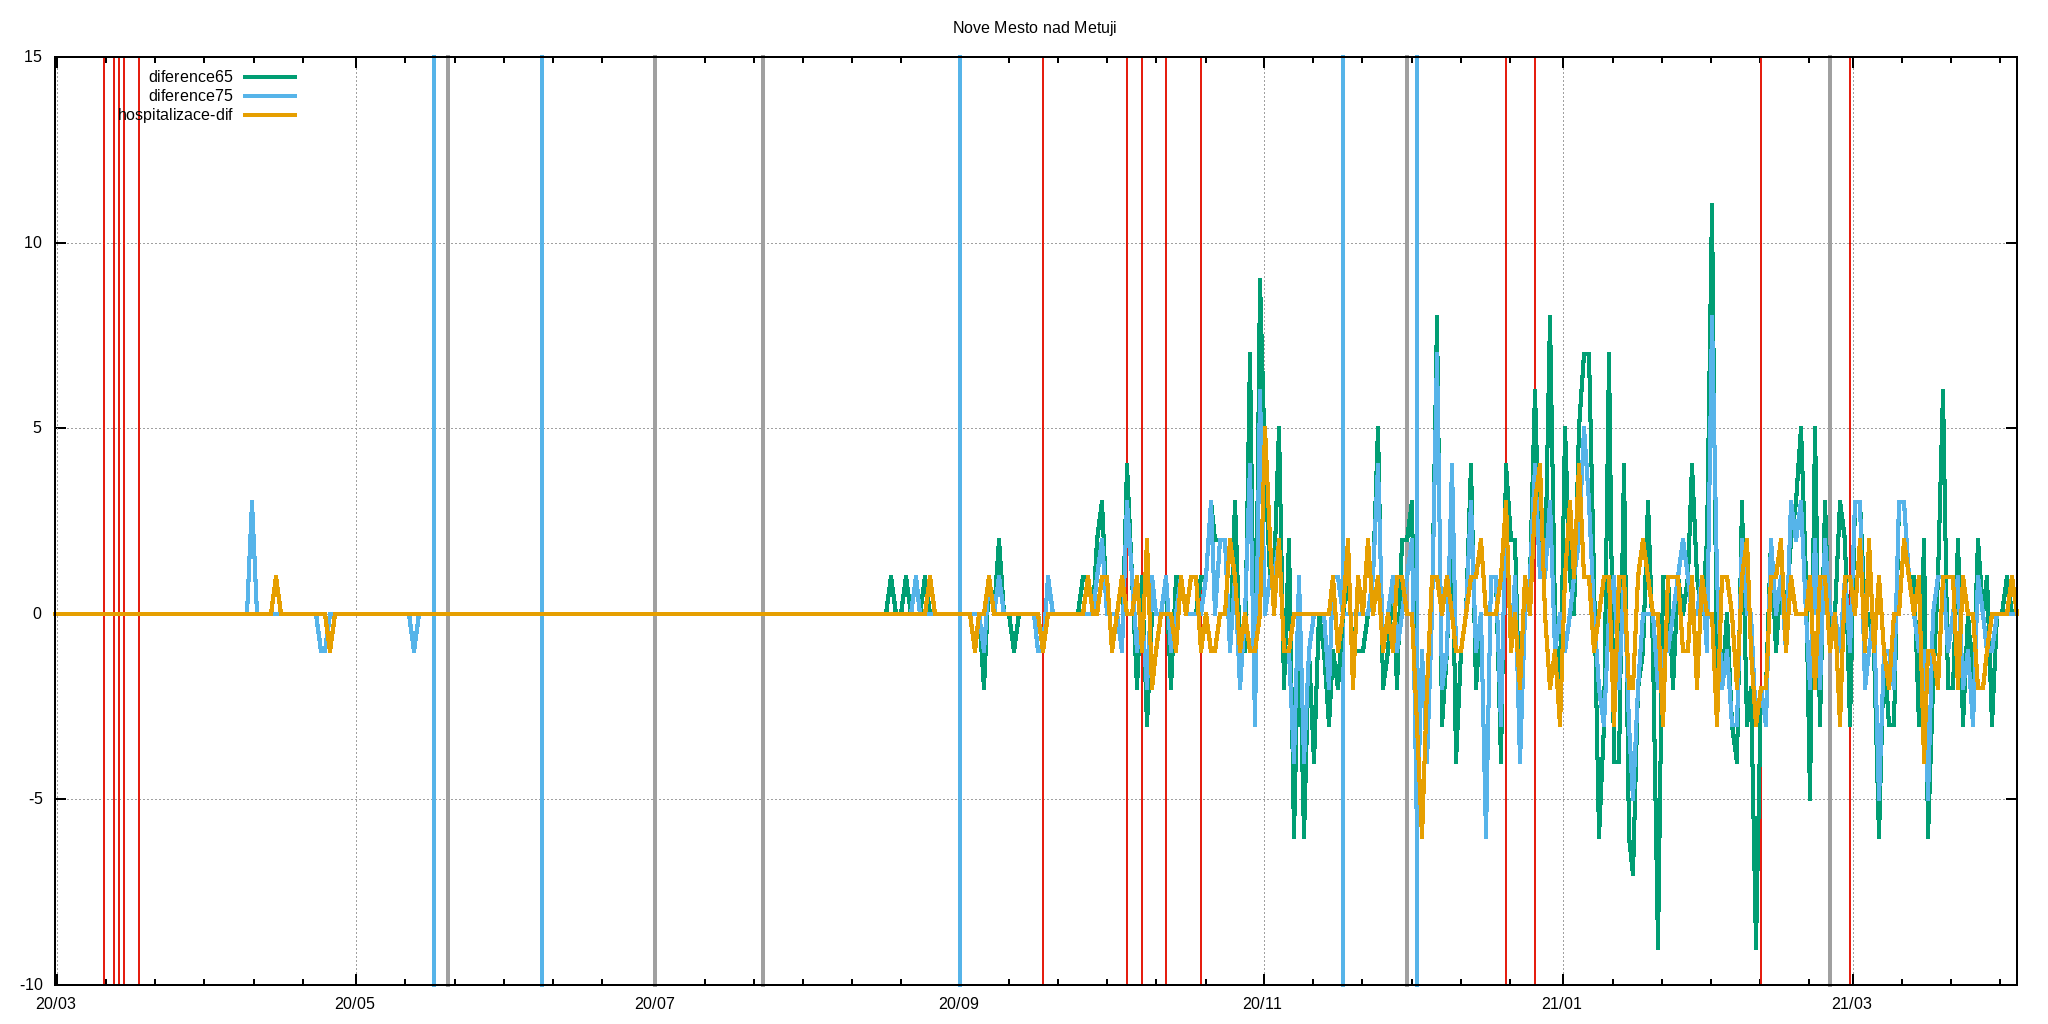 Nove Mesto nad Metuji
15
diference65
diference75
hospitalizace-dif
10
5
0
-5
-10
20/03 20/05 20/07 20/09 20/11 21/01 21/03